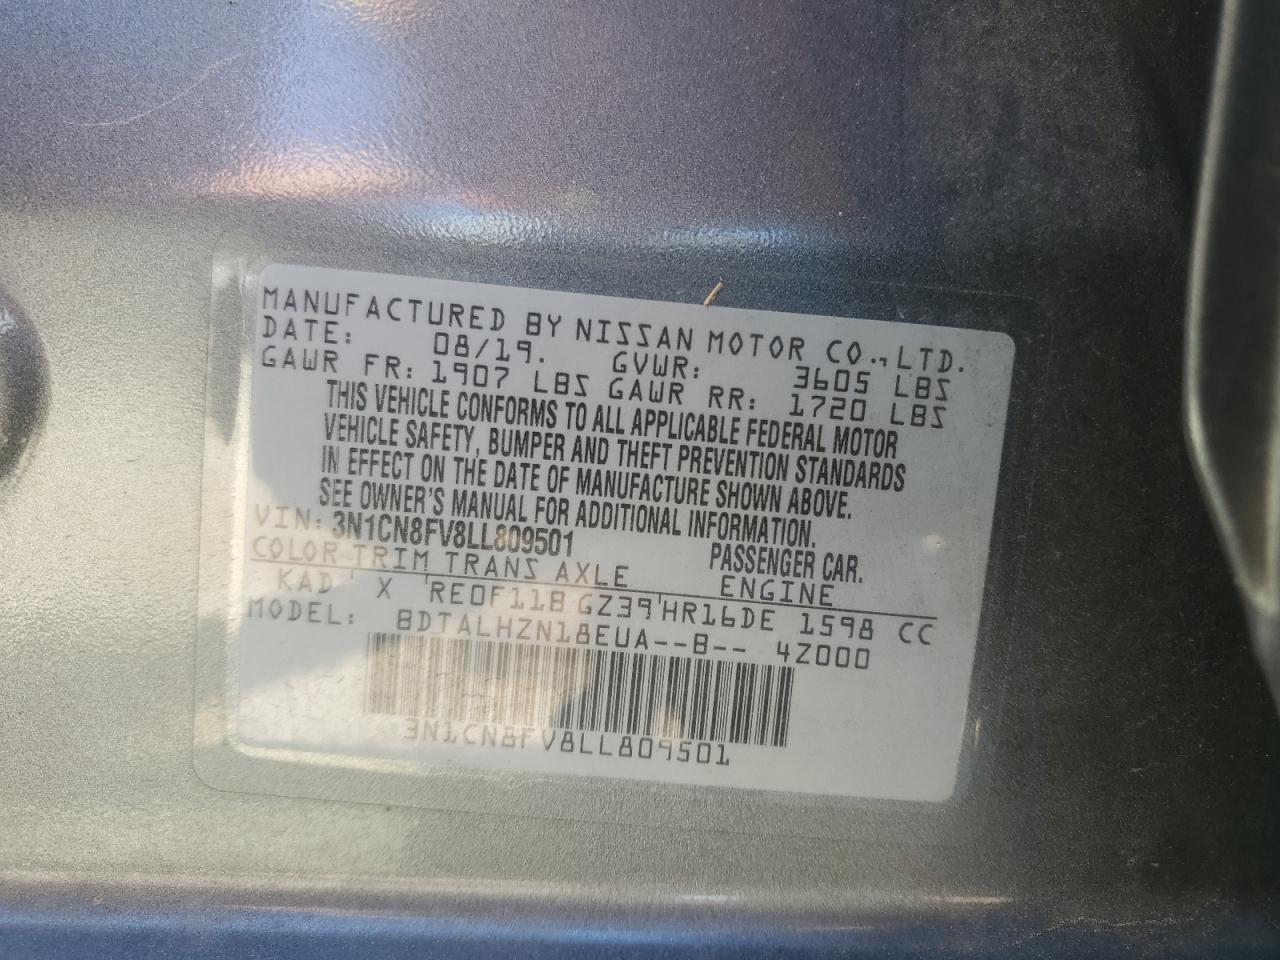 MANUFACTURED BY NISSAN MOTOR CO., LTD.
DATE: 08/19. GVWR: 3605 LBS
GAWR FR: 1907 LBS GAWR RR: 1720 LBS
THIS VEHICLE CONFORMS TO ALL APPLICABLE FEDERAL MOTOR
VEHICLE SAFETY, BUMPER AND THEFT PREVENTION STANDARDS
IN EFFECT ON THE DATE OF MANUFACTURE SHOWN ABOVE.
SEE OWNER'S MANUAL FOR ADDITIONAL INFORMATION.
VIN: 3N1CN8FV8LL809501 PASSENGER CAR.
COLOR TRIM TRANS AXLE ENGINE
KAD ' X 'RE0F11B GZ39'HR16DE 1598 CC
MODEL: BDTALHZN18EUA--B-- 4Z000
3N1CN8FV8LL809501